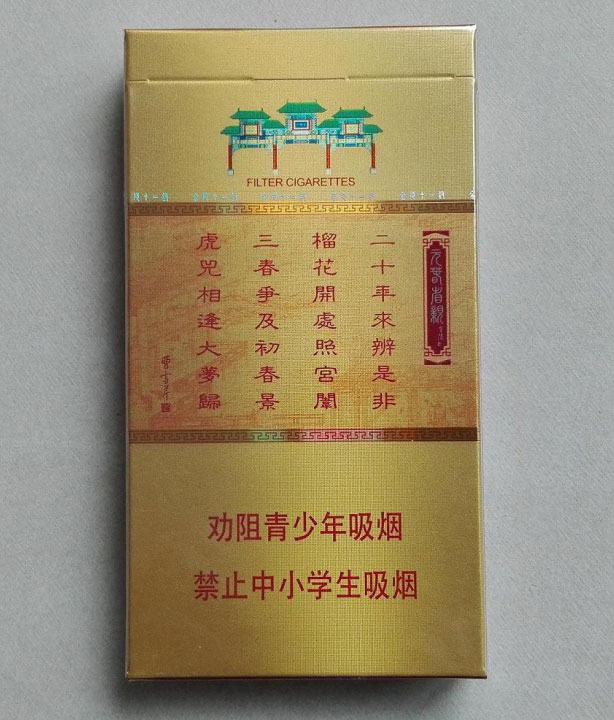 FILTER CIGARETTES
元春省親
二十年來辨是非
榴花開處照宮闈
三春爭及初春景
虎兕相逢大夢歸
劝阻青少年吸烟
禁止中小学生吸烟